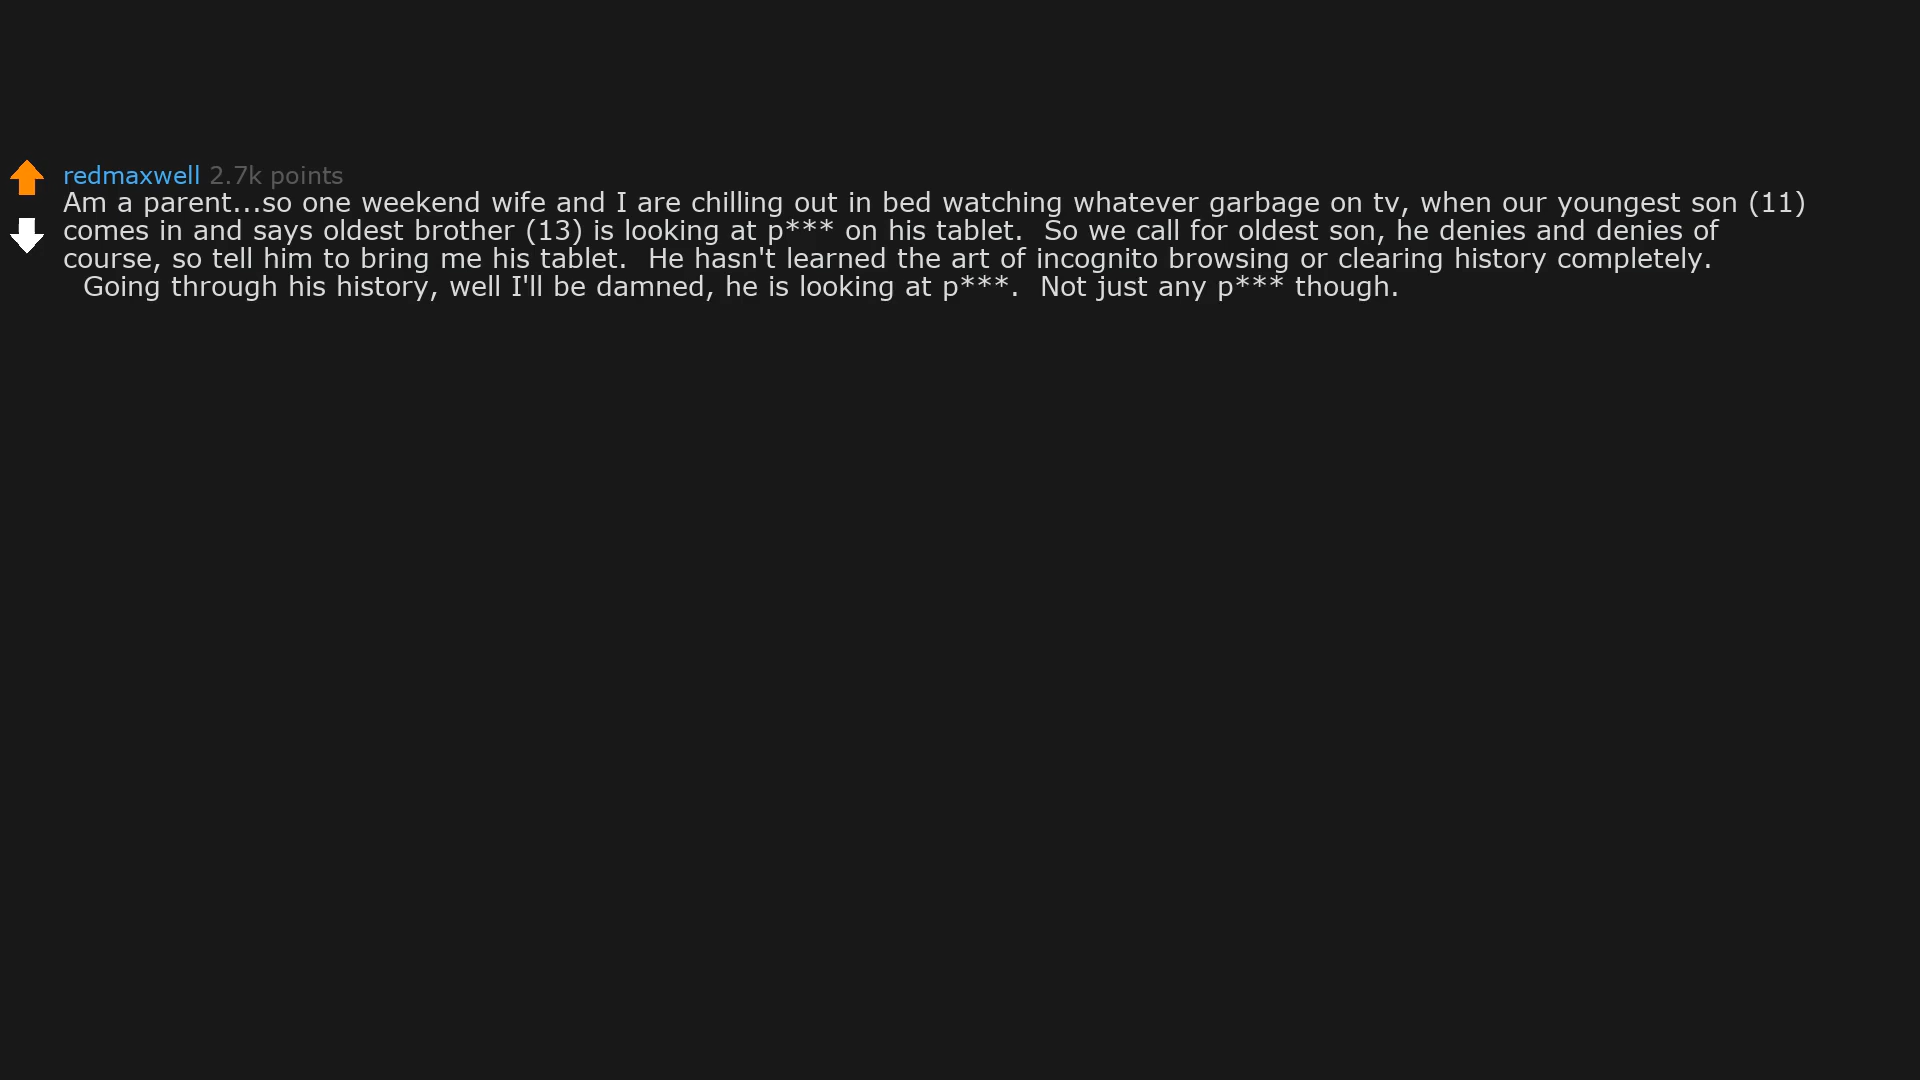 redmaxwell 2.7k points
Am a parent...so one weekend wife and I are chilling out in bed watching whatever garbage on tv, when our youngest son (11)
comes in and says oldest brother (13) is looking at p*** on his tablet.  So we call for oldest son, he denies and denies of
course, so tell him to bring me his tablet.  He hasn't learned the art of incognito browsing or clearing history completely.
Going through his history, well I'll be damned, he is looking at p***.  Not just any p*** though.